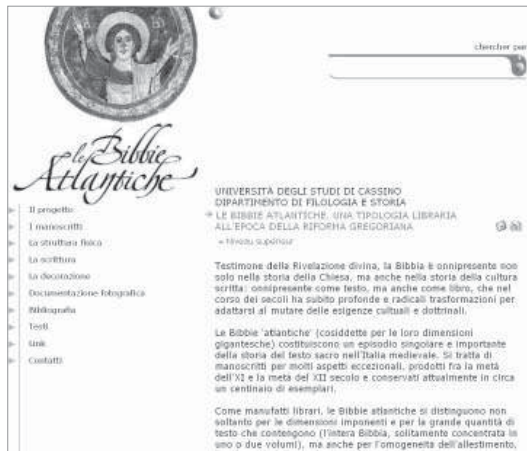 chercher par
le Bibbie
Atlantiche
Il progetto
I manoscritti
La struttura fisica
La scrittura
La decorazione
Documentazione fotografica
Bibliografia
Testi
Link
Contatti
UNIVERSITÀ DEGLI STUDI DI CASSINO
DIPARTIMENTO DI FILOLOGIA E STORIA
LE BIBBIE ATLANTICHE. UNA TIPOLOGIA LIBRARIA
ALL'EPOCA DELLA RIFORMA GREGORIANA
Niveau supérieur
Testimone della Rivelazione divina, la Bibbia è onnipresente non
solo nella storia della Chiesa, ma anche nella storia della cultura
scritta: onnipresente come testo, ma anche come libro, che nel
corso dei secoli ha subito profonde e radicali trasformazioni per
adattarsi al mutare delle esigenze cultuali e dottrinali.
Le Bibbie 'atlantiche' (cosiddette per le loro dimensioni
gigantesche) costituiscono un episodio singolare e importante
della storia del testo sacro nell'Italia medievale. Si tratta di
manoscritti per molti aspetti eccezionali, prodotti fra la metà
dell'XI e la metà del XII secolo e conservati attualmente in circa
un centinaio di esemplari.
Come manufatti librari, le Bibbie atlantiche si distinguono non
soltanto per le dimensioni imponenti e per la grande quantità di
testo che contengono (l'intera Bibbia, solitamente concentrata in
uno o due volumi), ma anche per l'omogeneità dell'allestimento,